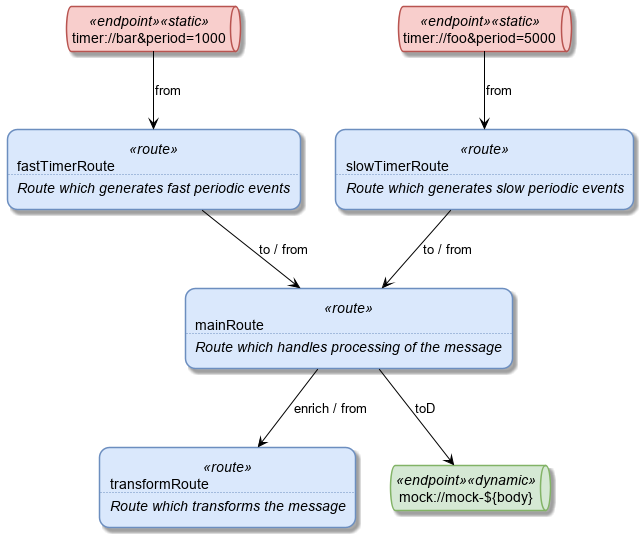 «endpoint»«static»
timer://bar&period=1000
«endpoint»«static»
timer://foo&period=5000
from
from
«route»
fastTimerRoute
Route which generates fast periodic events
«route»
slowTimerRoute
Route which generates slow periodic events
to / from
to / from
«route»
mainRoute
Route which handles processing of the message
enrich / from
toD
«route»
transformRoute
Route which transforms the message
«endpoint»«dynamic»
mock://mock-${body}